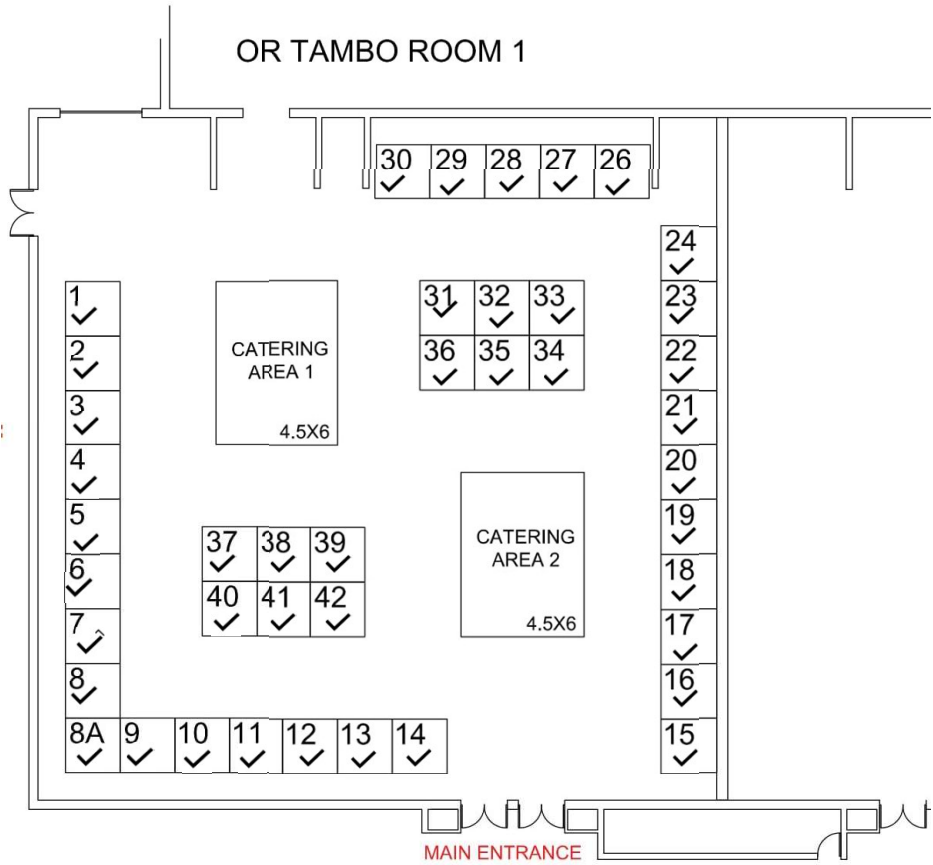 OR TAMBO ROOM 1
30 29 28 27 26
24
1
31 32 33
23
CATERING
AREA 1
4.5X6
2
36 35 34
22
3
21
4
20
5
19
37 38 39
CATERING
AREA 2
4.5X6
6
18
40 41 42
7
17
8
16
8A 9 10 11 12 13 14
15
MAIN ENTRANCE